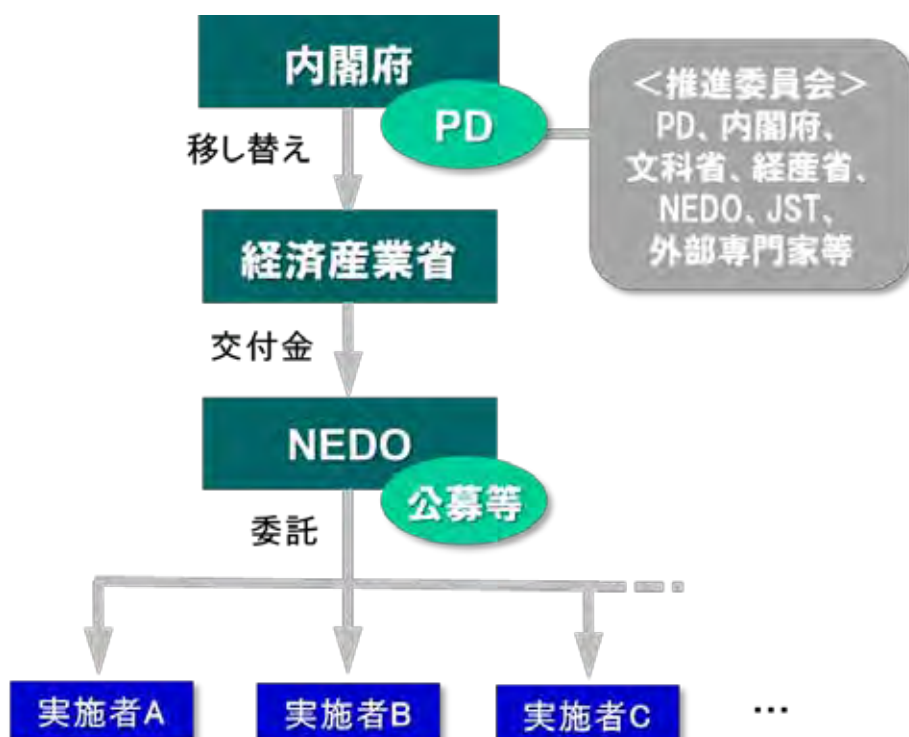 内閣府
PD
<推進委員会>
PD、内閣府、
文科省、経産省、
NEDO、JST、
外部専門家等
移し替え
経済産業省
交付金
NEDO
公募等
委託
実施者A
実施者B
実施者C
…